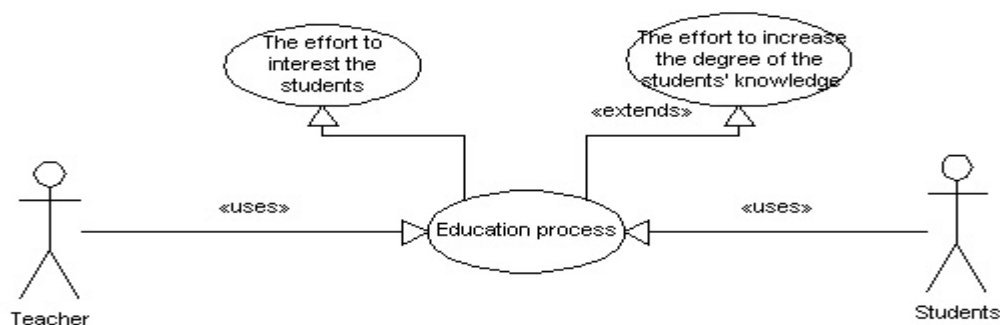 The effort to
interest the
students
The effort to increase
the degree of the
students' knowledge
«extends»
«uses»
«uses»
Education process
Teacher
Students